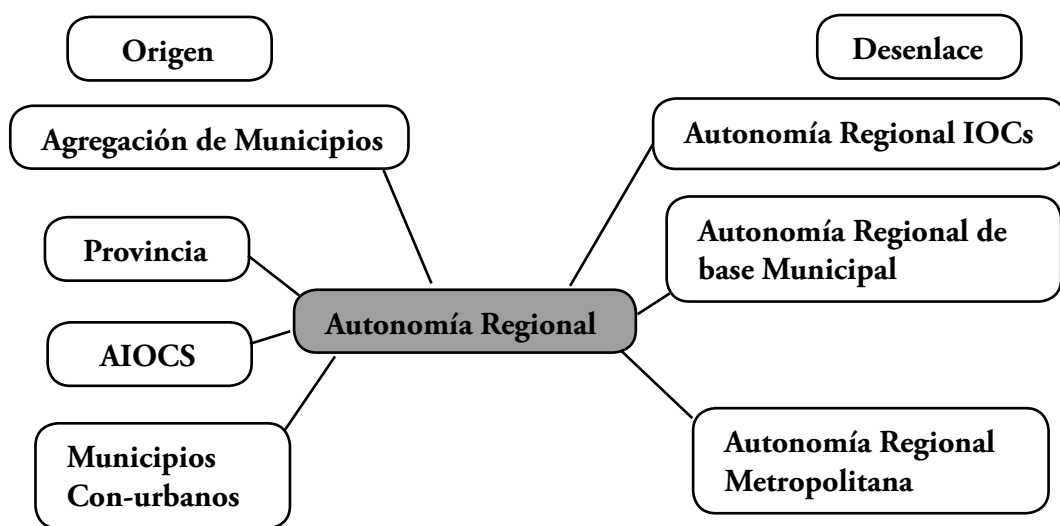 Origen
Desenlace
Agregación de Municipios
Autonomía Regional IOCs
Provincia
Autonomía Regional de
base Municipal
Autonomía Regional
AIOCS
Municipios
Con-urbanos
Autonomía Regional
Metropolitana